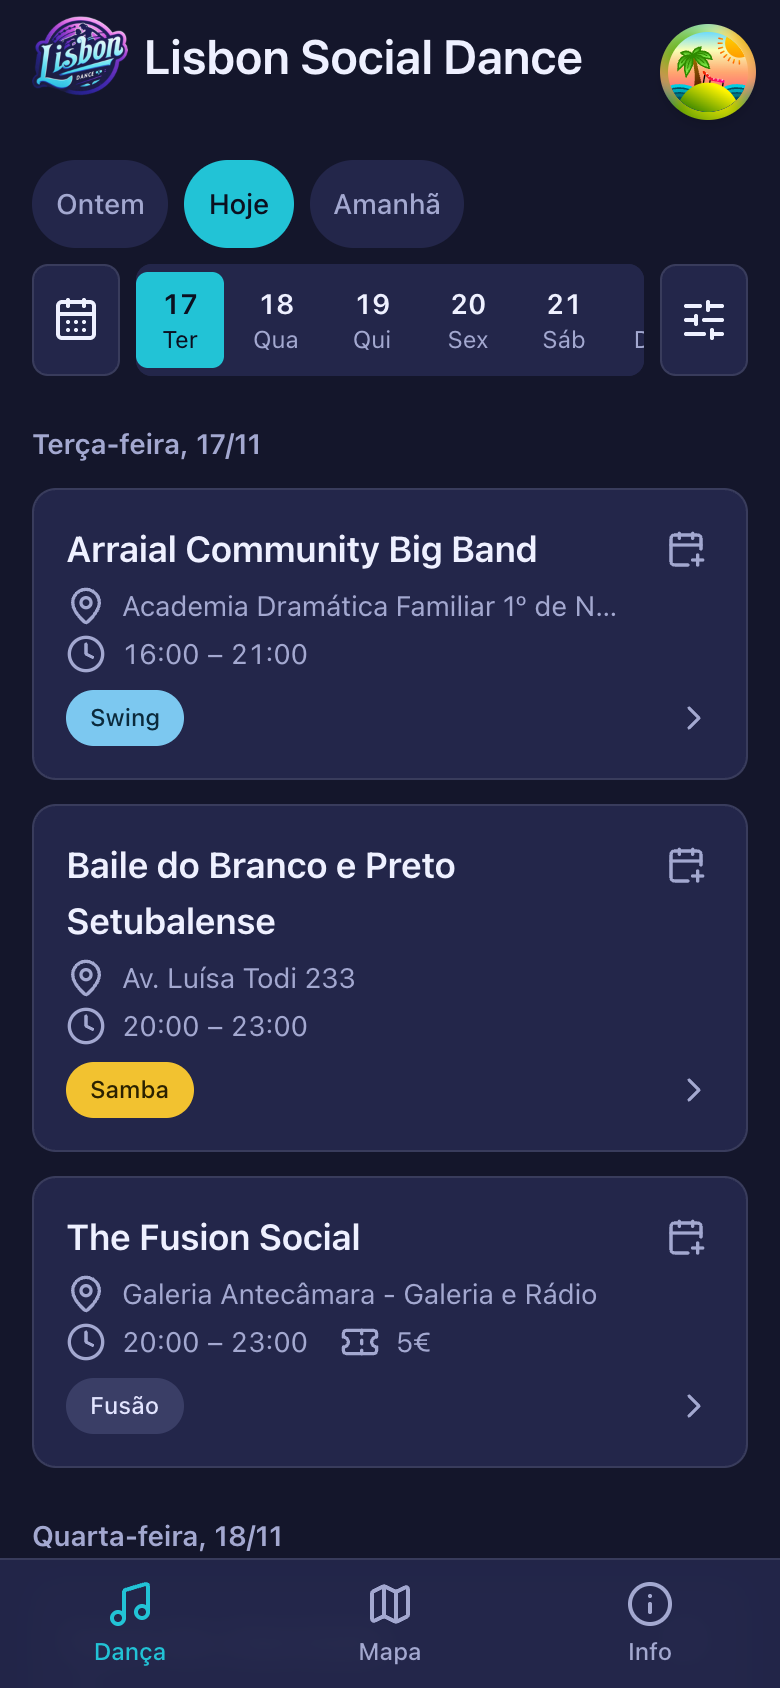 Lisbon
DANCE
Lisbon Social Dance
Ontem
Hoje
Amanhã
17
Ter
18
Qua
19
Qui
20
Sex
21
Sáb
Terça-feira, 17/11
Arraial Community Big Band
Academia Dramática Familiar 1º de N...
16:00 – 21:00
Swing
Baile do Branco e Preto
Setubalense
Av. Luísa Todi 233
20:00 – 23:00
Samba
The Fusion Social
Galeria Antecâmara - Galeria e Rádio
20:00 – 23:00 5€
Fusão
Quarta-feira, 18/11
Dança
Mapa
Info